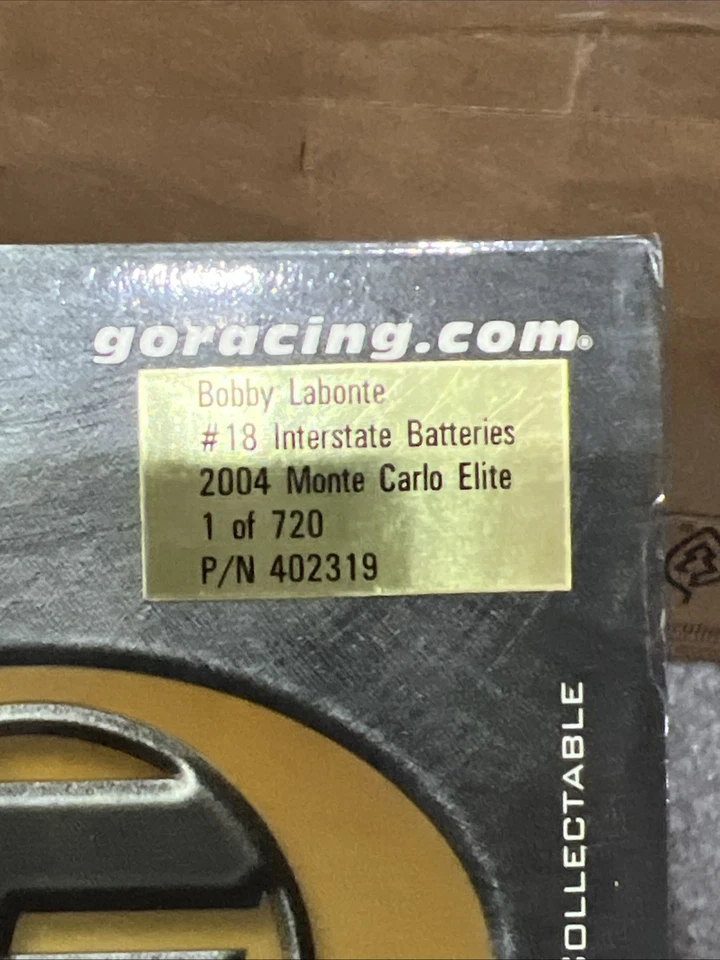 goracing.com®
Bobby Labonte
#18 Interstate Batteries
2004 Monte Carlo Elite
1 of 720
P/N 402319
COLLECTABLE